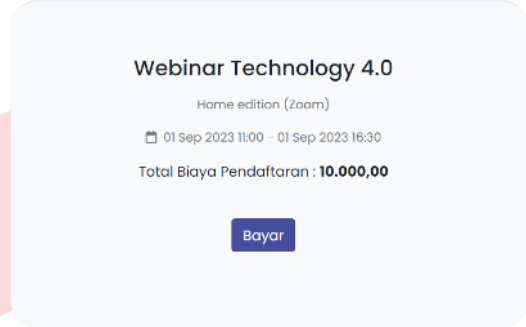 Webinar Technology 4.0
Home edition (Zoom)
01 Sep 2023 11:00 - 01 Sep 2023 16:30
Total Biaya Pendaftaran : 10.000,00
Bayar